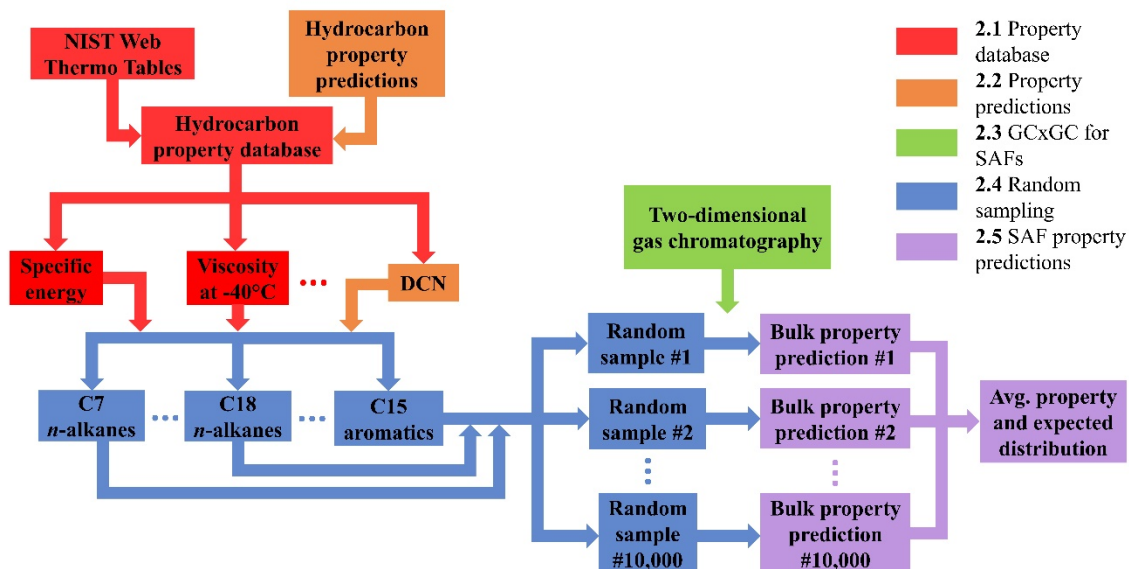 NIST Web
Thermo Tables
Hydrocarbon
property
predictions
Hydrocarbon
property database
Specific
energy
Viscosity
at -40°C
DCN
C7
n-alkanes
C18
n-alkanes
C15
aromatics
Two-dimensional
gas chromatography
Random
sample #1
Bulk property
prediction #1
Random
sample #2
Bulk property
prediction #2
Random
sample
#10,000
Bulk property
prediction
#10,000
Avg. property
and expected
distribution
2.1 Property
database
2.2 Property
predictions
2.3 GCxGC for
SAFs
2.4 Random
sampling
2.5 SAF property
predictions